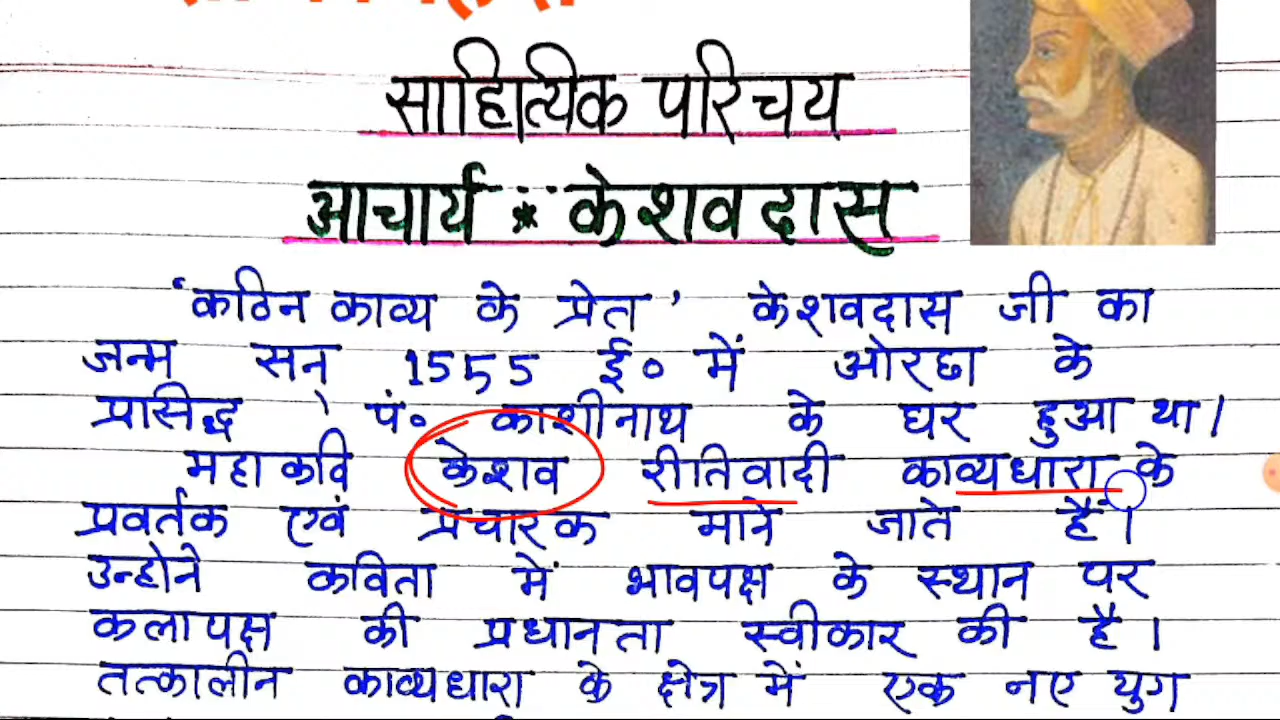 साहित्यिक परिचय
आचार्य * केशवदास
'कठिन काव्य के प्रेत' केशवदास जी का
जन्म सन् 1555 ई० में ओरछा के
प्रसिद्ध पं० काशीनाथ के घर हुआ था।
महाकवि केशव रीतिवादी काव्यधारा के
प्रवर्तक एवं प्रचारक माने जाते हैं।
उन्होने कविता में भावपक्ष के स्थान पर
कलापक्ष की प्रधानता स्वीकार की है।
तत्कालीन काव्यधारा के क्षेत्र में एक नए युग